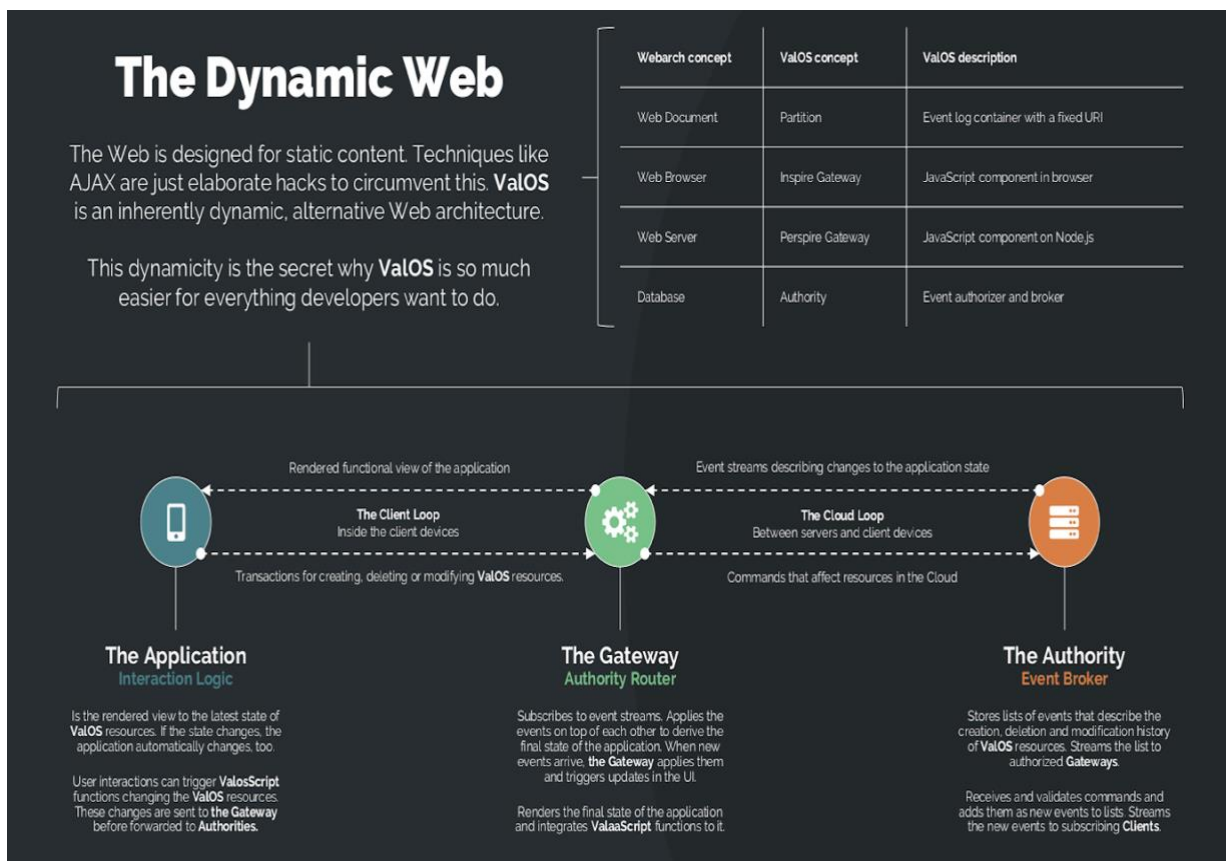 The Dynamic Web
The Web is designed for static content. Techniques like
AJAX are just elaborate hacks to circumvent this. ValOS
is an inherently dynamic, alternative Web architecture.
This dynamicity is the secret why ValOS is so much
easier for everything developers want to do.
Webarch concept ValOS concept ValOS description
Web Document Partition Event log container with a fixed URI
Web Browser Inspire Gateway JavaScript component in browser
Web Server Perspire Gateway JavaScript component on Node.js
Database Authority Event authorizer and broker
Rendered functional view of the application
The Client Loop
Inside the client devices
Transactions for creating, deleting or modifying ValOS resources.
Event streams describing changes to the application state
The Cloud Loop
Between servers and client devices
Commands that affect resources in the Cloud
The Application
Interaction Logic
Is the rendered view to the latest state of
ValOS resources. If the state changes, the
application automatically changes, too.
User interactions can trigger ValosScript
functions changing the ValOS resources.
These changes are sent to the Gateway
before forwarded to Authorities.
The Gateway
Authority Router
Subscribes to event streams. Applies the
events on top of each other to derive the
final state of the application. When new
events arrive, the Gateway applies them
and triggers updates in the UI.
Renders the final state of the application
and integrates ValaaScript functions to it.
The Authority
Event Broker
Stores lists of events that describe the
creation, deletion and modification history
of ValOS resources. Streams the list to
authorized Gateways.
Receives and validates commands and
adds them as new events to lists. Streams
the new events to subscribing Clients.